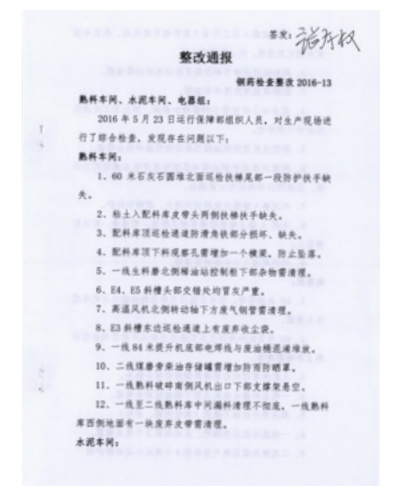 签发：
整改通报
检查整改 2016-13
熟料车间、水泥车间、电器组：
2016 年 5 月 23 日运行保障部组织人员，对生产现场进
行了综合检查，发现存在问题以下：
熟料车间：
1、60 米石灰石圆堆北面巡检扶梯尾部一段防护扶手缺
失。
2、粘土入配料库皮带头两侧扶梯扶手缺失。
3、配料库顶巡检通道防滑角铁部分损坏、缺失。
4、配料库顶下料观察孔需增加一个横梁，防止坠落。
5、一线生料磨北侧稀油站控制柜下部杂物需清理。
6、E4、E5 斜槽头部交错处均冒灰严重。
7、高温风机北侧转动轴下方废气钢管需清理。
8、E3 斜槽东边巡检通道上有废弃收尘袋。
9、一线 84 米提升机底部电焊线与废油桶混淆堆放。
10、二线煤磨柴油存储罐需增加防雨防晒罩。
11、一线熟料破碎南侧风机出口下部支撑架悬空。
12、一线至二线熟料库中间漏料清理不彻底，一线熟料
库西侧地面有一块废弃皮带需清理。
水泥车间：